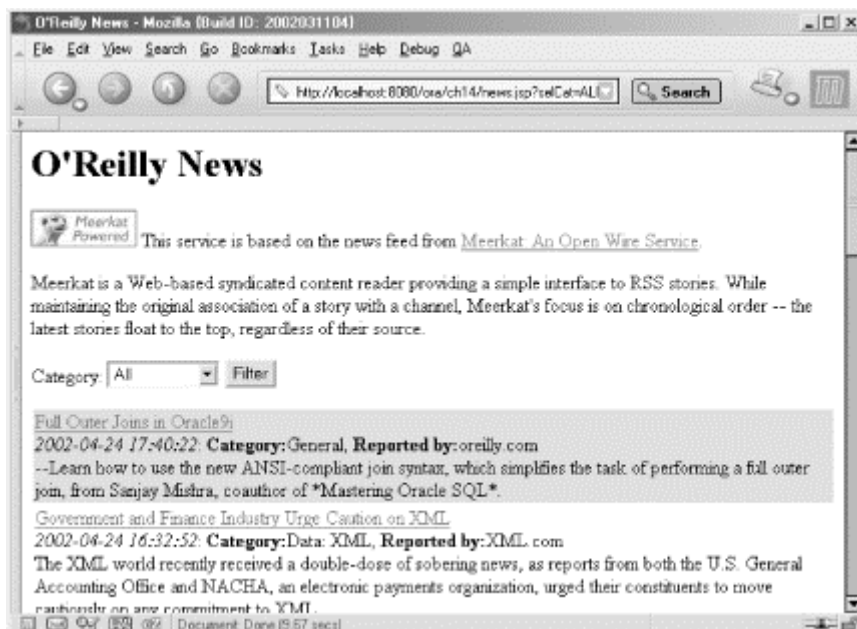 O'Reilly News - Mozilla {Build ID: 2002031104}
File Edit View Search Go Bookmarks Tasks Help Debug QA
http://localhost:8080/ora/ch14/news.jsp?selCat=ALL Search
O'Reilly News
Meerkat
Powered
This service is based on the news feed from Meerkat: An Open Wire Service.
Meerkat is a Web-based syndicated content reader providing a simple interface to RSS stories. While
maintaining the original association of a story with a channel, Meerkat's focus is on chronological order -- the
latest stories float to the top, regardless of their source.
Category: All Filter
Full Outer Joins in Oracle9i
2002-04-24 17:40:22: Category:General, Reported by:oreilly.com
--Learn how to use the new ANSI-compliant join syntax, which simplifies the task of performing a full outer
join, from Sanjay Mishra, coauthor of *Mastering Oracle SQL*.
Government and Finance Industry Urge Caution on XML
2002-04-24 16:32:52: Category:Data: XML, Reported by:XML.com
The XML world recently received a double-dose of sobering news, as reports from both the U.S. General
Accounting Office and NACHA, an electronic payments organization, urged their constituents to move
cautiously on any commitment to XML.
Document: Done (9.67 secs)